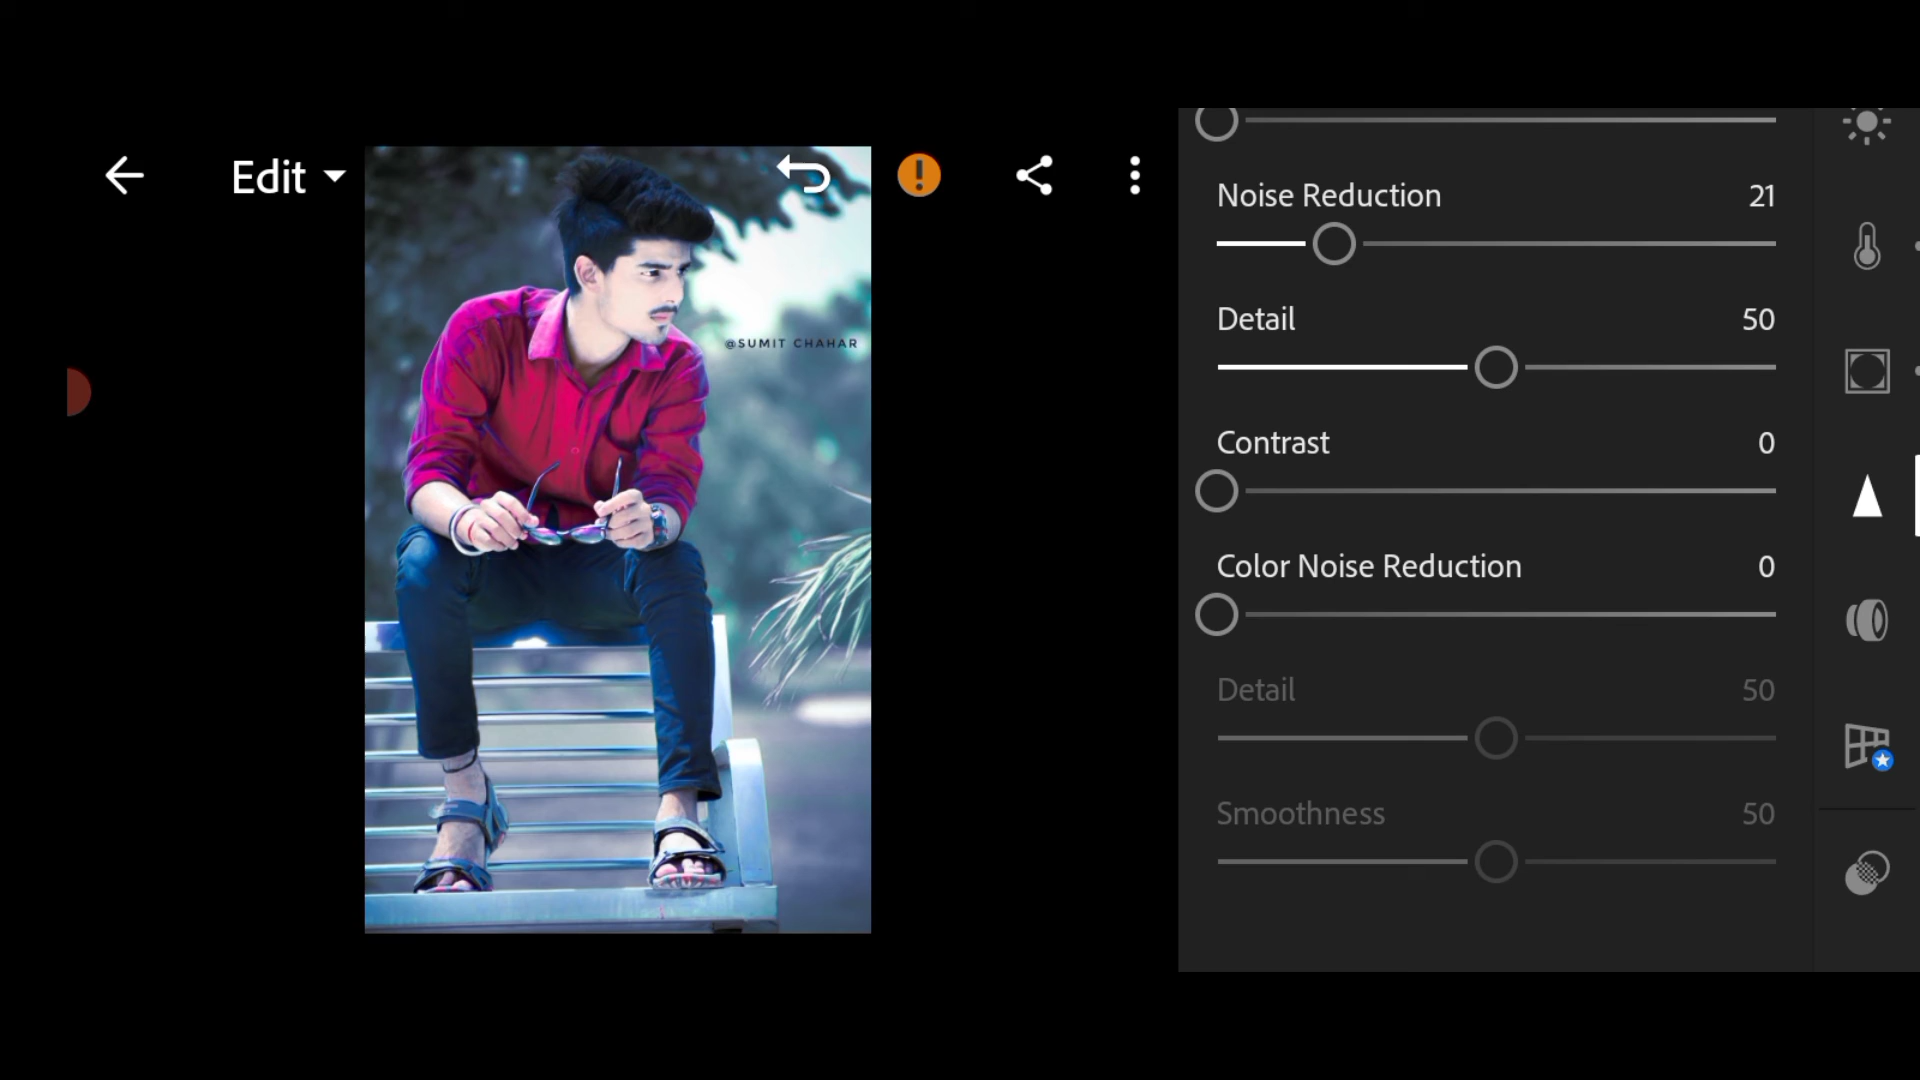 Edit
@SUMIT CHAHAR
Noise Reduction 21
Detail 50
Contrast 0
Color Noise Reduction 0
Detail 50
Smoothness 50